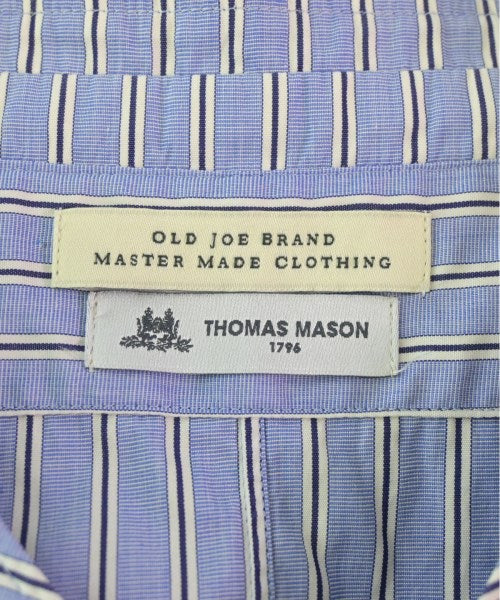 OLD JOE BRAND
MASTER MADE CLOTHING
THOMAS MASON
1796